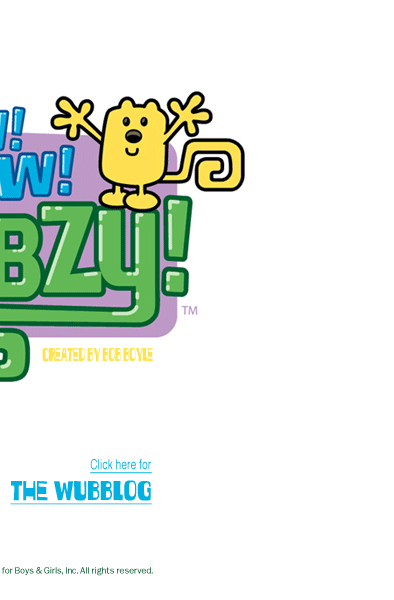 W!
BZy!
TM
CREATED BY BOB BOYLE
Click here for
THE WUBBLOG
for Boys & Girls, Inc. All rights reserved.